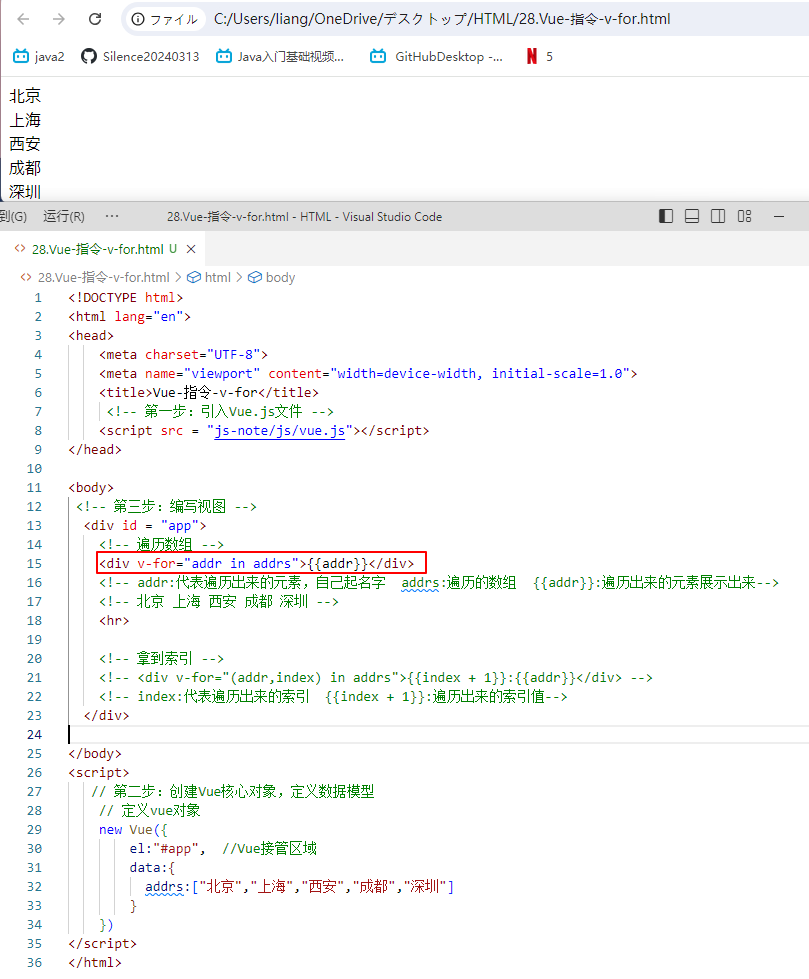 ファイル C:/Users/liang/OneDrive/デスクトップ/HTML/28.Vue-指令-v-for.html
java2 Silence20240313 Java入门基础视频... GitHubDesktop -... 5
北京
上海
西安
成都
深圳
到(G) 运行(R) ··· 28.Vue-指令-v-for.html - HTML - Visual Studio Code
<> 28.Vue-指令-v-for.html U ×
<> 28.Vue-指令-v-for.html > html > body
1 <!DOCTYPE html>
2 <html lang="en">
3 <head>
4 <meta charset="UTF-8">
5 <meta name="viewport" content="width=device-width, initial-scale=1.0">
6 <title>Vue-指令-v-for</title>
7 <!-- 第一步：引入Vue.js文件 -->
8 <script src = "js-note/js/vue.js"></script>
9 </head>
10
11 <body>
12 <!-- 第三步：编写视图 -->
13 <div id = "app">
14 <!-- 遍历数组 -->
15 <div v-for="addr in addrs">{{addr}}</div>
16 <!-- addr:代表遍历出来的元素，自己起名字 addrs:遍历的数组 {{addr}}:遍历出来的元素展示出来-->
17 <!-- 北京 上海 西安 成都 深圳 -->
18 <hr>
19
20 <!-- 拿到索引 -->
21 <!-- <div v-for="(addr,index) in addrs">{{index + 1}}:{{addr}}</div> -->
22 <!-- index:代表遍历出来的索引 {{index + 1}}:遍历出来的索引值-->
23 </div>
24
25 </body>
26 <script>
27 // 第二步：创建Vue核心对象，定义数据模型
28 // 定义vue对象
29 new Vue({
30 el:"#app", //Vue接管区域
31 data:{
32 addrs:["北京","上海","西安","成都","深圳"]
33 }
34 })
35 </script>
36 </html>